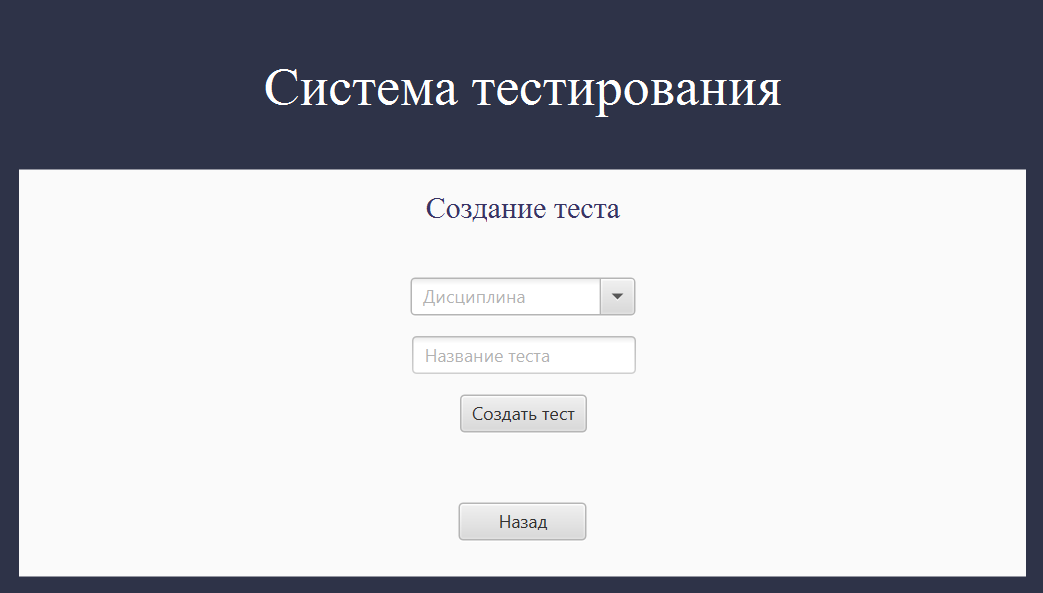 Система тестирования
Создание теста
Дисциплина
Название теста
Создать тест
Назад